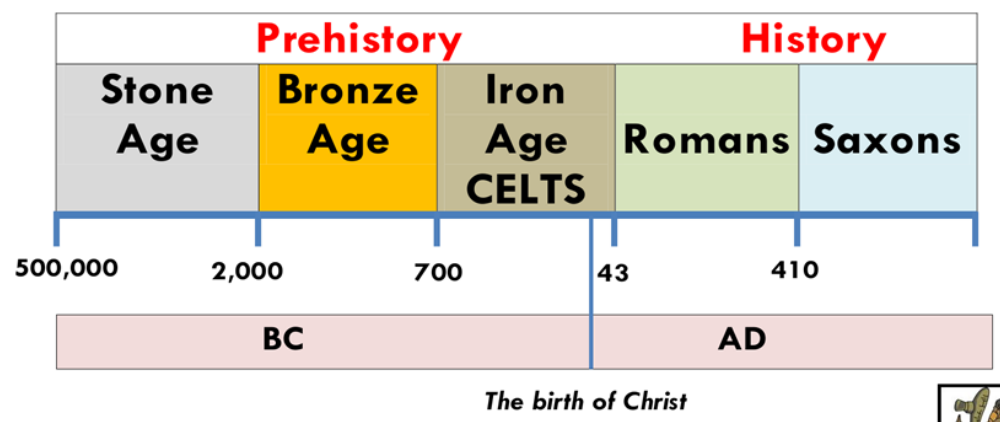 Prehistory History
Stone Age
Bronze Age
Iron Age CELTS
Romans
Saxons
500,000 2,000 700 43 410
BC AD
The birth of Christ